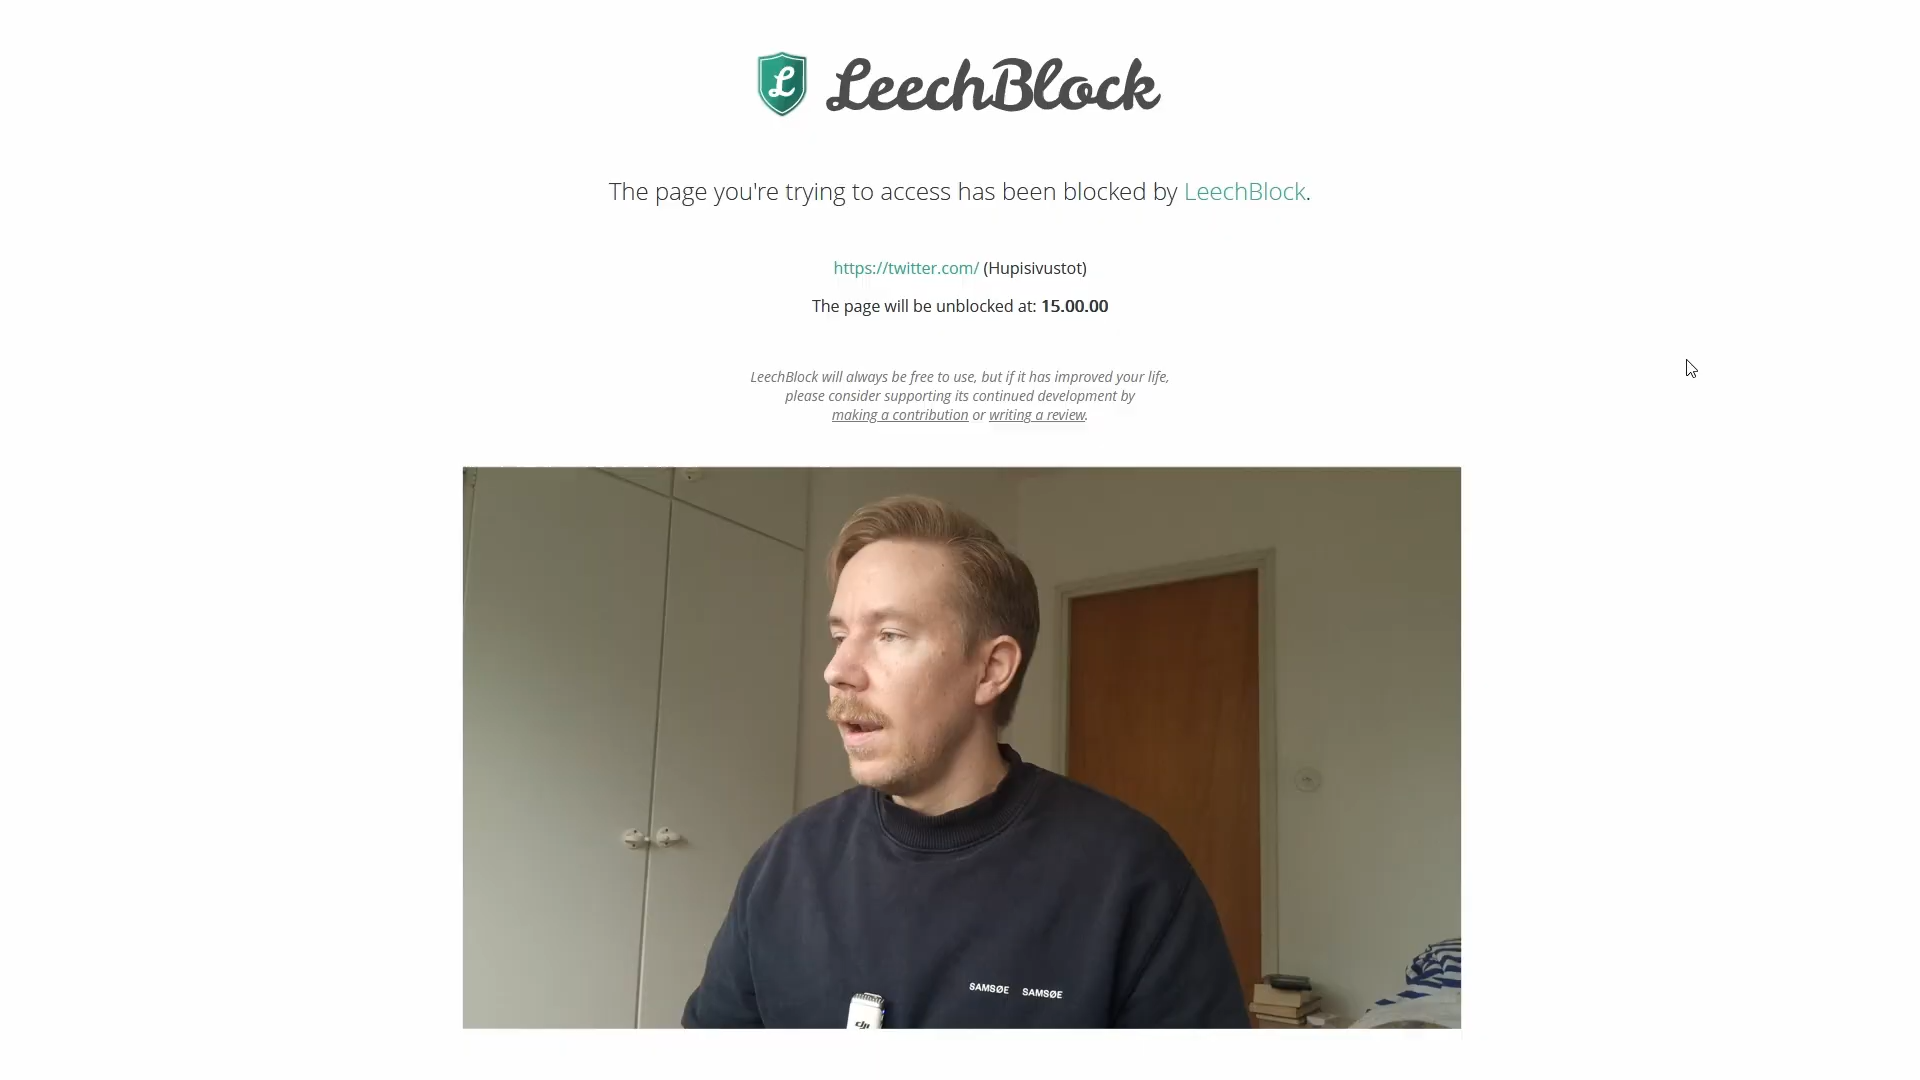 LeechBlock
The page you're trying to access has been blocked by LeechBlock.
https://twitter.com/ (Hupisivustot)
The page will be unblocked at: 15.00.00
LeechBlock will always be free to use, but if it has improved your life,
please consider supporting its continued development by
making a contribution or writing a review.
SAMSØE SAMSØE
dji